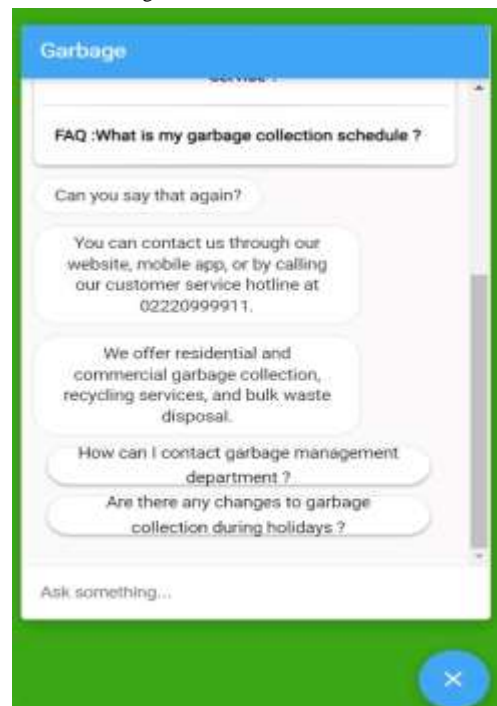 Garbage
service ?
FAQ :What is my garbage collection schedule ?
Can you say that again?
You can contact us through our
website, mobile app, or by calling
our customer service hotline at
02220999911.
We offer residential and
commercial garbage collection,
recycling services, and bulk waste
disposal.
How can I contact garbage management
department ?
Are there any changes to garbage
collection during holidays ?
Ask something...